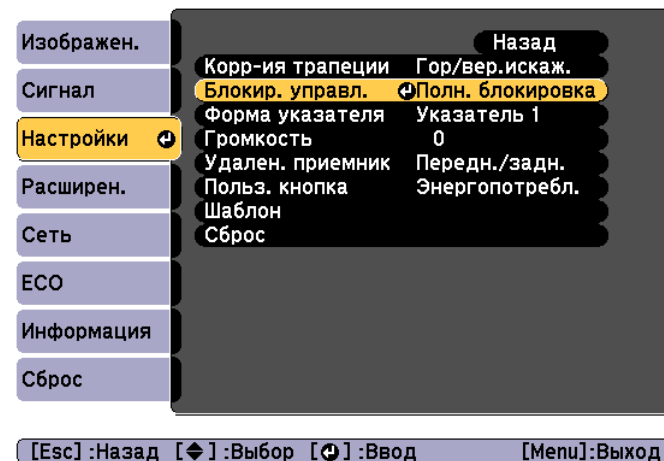 Изображен.
Сигнал
Настройки
Расширен.
Сеть
ECO
Информация
Сброс
Назад
Корр-ия трапеции Гор/вер.искаж.
Блокир. управл. Полн. блокировка
Форма указателя Указатель 1
Громкость 0
Удален. приемник Передн./задн.
Польз. кнопка Энергопотребл.
Шаблон
Сброс
[Esc] :Назад [◆] :Выбор [⏎] :Ввод [Menu]:Выход